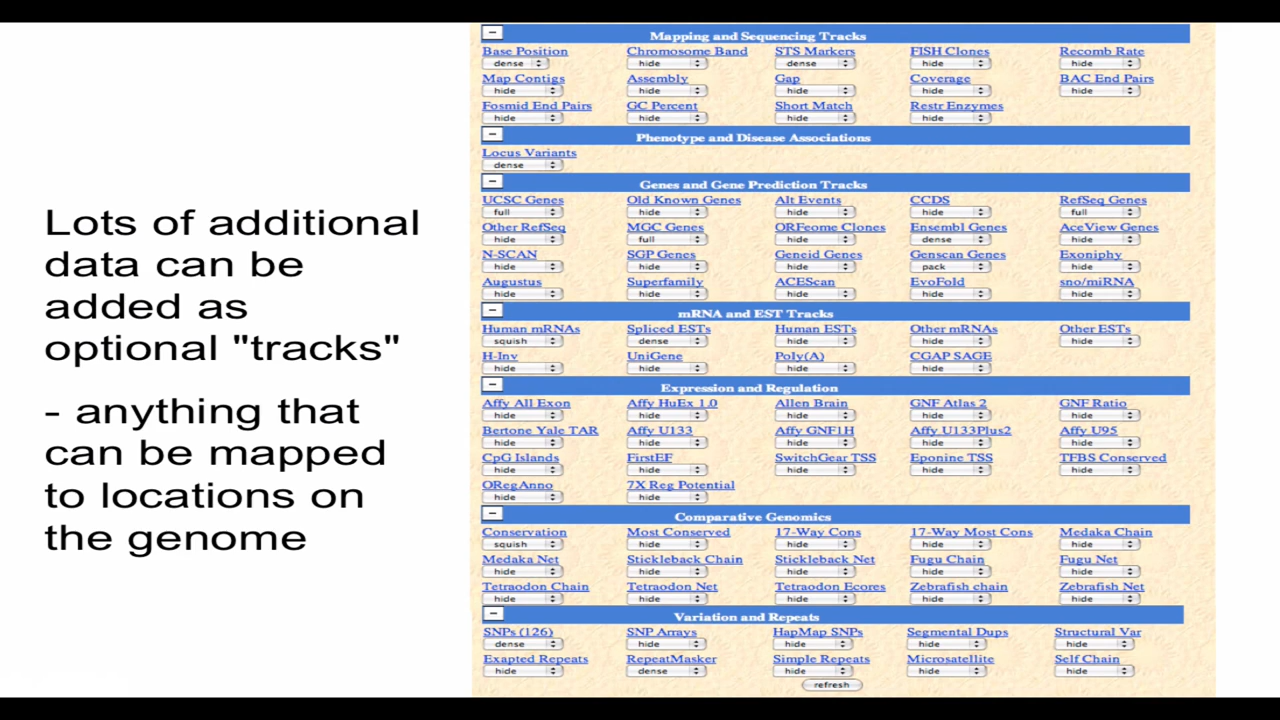 Lots of additional
data can be
added as
optional "tracks"
- anything that
can be mapped
to locations on
the genome
Mapping and Sequencing Tracks
Base Position Chromosome Band STS Markers FISH Clones Recomb Rate
dense hide dense hide hide
Map Contigs Assembly Gap Coverage BAC End Pairs
hide hide hide hide hide
Fosmid End Pairs GC Percent Short Match Restr Enzymes
hide hide hide hide
Phenotype and Disease Associations
Locus Variants
dense
Genes and Gene Prediction Tracks
UCSC Genes Old Known Genes Alt Events CCDS RefSeq Genes
full hide hide hide full
Other RefSeq MGC Genes ORFeome Clones Ensembl Genes AceView Genes
hide full hide dense hide
N-SCAN SGP Genes Geneid Genes Genscan Genes Exoniphy
hide hide hide pack hide
Augustus Superfamily ACEScan EvoFold sno/miRNA
hide hide hide hide hide
mRNA and EST Tracks
Human mRNAs Spliced ESTs Human ESTs Other mRNAs Other ESTs
squish dense hide hide hide
H-Inv UniGene Poly(A) CGAP SAGE
hide hide hide hide
Expression and Regulation
Affy All Exon Affy HuEx 1.0 Allen Brain GNF Atlas 2 GNF Ratio
hide hide hide hide hide
Bertone Yale TAR Affy U133 Affy GNF1H Affy U133Plus2 Affy U95
hide hide hide hide hide
CpG Islands FirstEF SwitchGear TSS Eponine TSS TFBS Conserved
hide hide hide hide hide
ORegAnno 7X Reg Potential
hide hide
Comparative Genomics
Conservation Most Conserved 17-Way Cons 17-Way Most Cons Medaka Chain
squish hide hide hide hide
Medaka Net Stickleback Chain Stickleback Net Fugu Chain Fugu Net
hide hide hide hide hide
Tetraodon Chain Tetraodon Net Tetraodon Ecores Zebrafish chain Zebrafish Net
hide hide hide hide hide
Variation and Repeats
SNPs (126) SNP Arrays HapMap SNPs Segmental Dups Structural Var
dense hide hide hide hide
Exapted Repeats RepeatMasker Simple Repeats Microsatellite Self Chain
hide dense hide hide hide
refresh